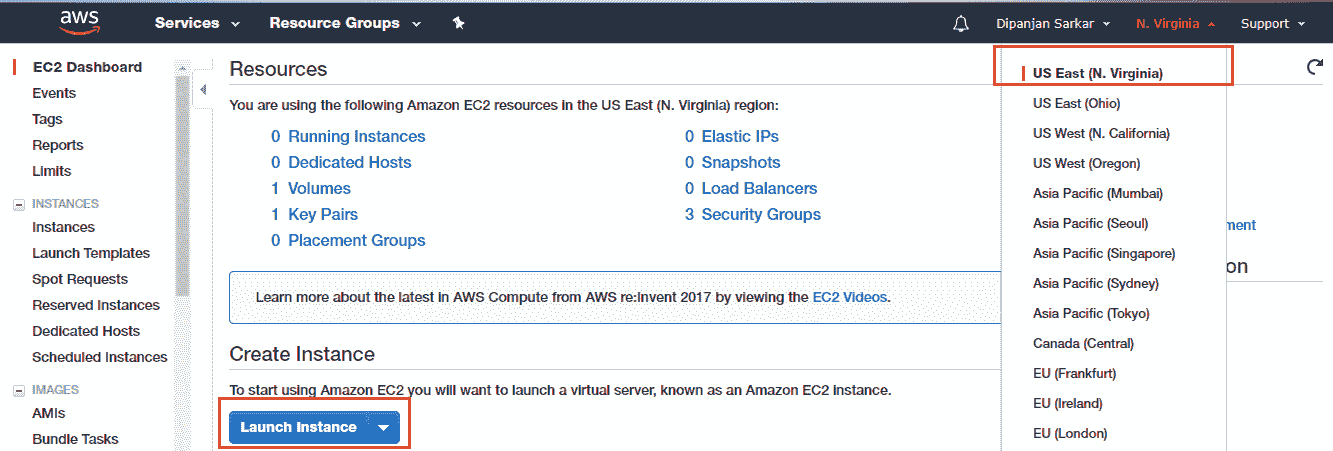 aws
Services
Resource Groups
Dipanjan Sarkar
N. Virginia
Support
EC2 Dashboard
Events
Tags
Reports
Limits
INSTANCES
Instances
Launch Templates
Spot Requests
Reserved Instances
Dedicated Hosts
Scheduled Instances
IMAGES
AMIs
Bundle Tasks
Resources
You are using the following Amazon EC2 resources in the US East (N. Virginia) region:
0 Running Instances
0 Elastic IPs
0 Dedicated Hosts
0 Snapshots
1 Volumes
0 Load Balancers
1 Key Pairs
3 Security Groups
0 Placement Groups
Learn more about the latest in AWS Compute from AWS re:Invent 2017 by viewing the EC2 Videos.
Create Instance
To start using Amazon EC2 you will want to launch a virtual server, known as an Amazon EC2 instance.
Launch Instance
US East (N. Virginia)
US East (Ohio)
US West (N. California)
US West (Oregon)
Asia Pacific (Mumbai)
Asia Pacific (Seoul)
Asia Pacific (Singapore)
Asia Pacific (Sydney)
Asia Pacific (Tokyo)
Canada (Central)
EU (Frankfurt)
EU (Ireland)
EU (London)
ment
on